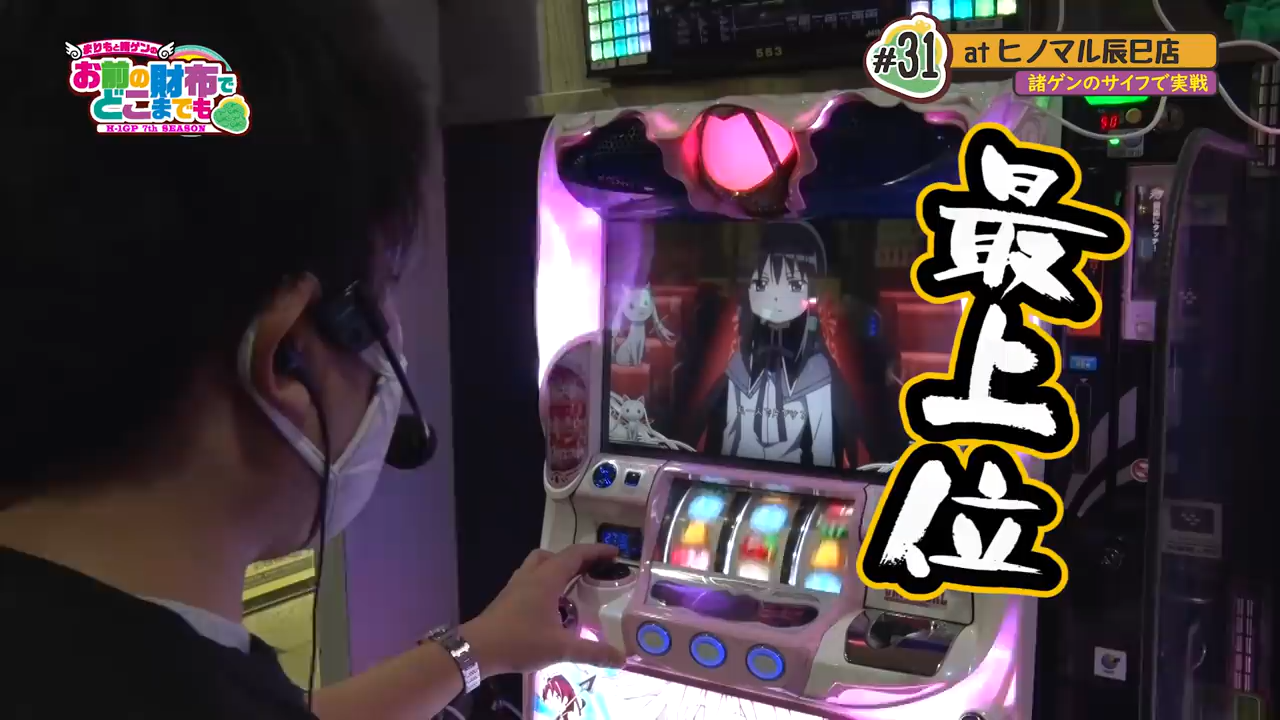 まりもと諸ゲンの
お前の財布で
どこまでも
H-1GP 7th SEASON
#31
at ヒノマル辰巳店
諸ゲンのサイフで実戦
最上位
553